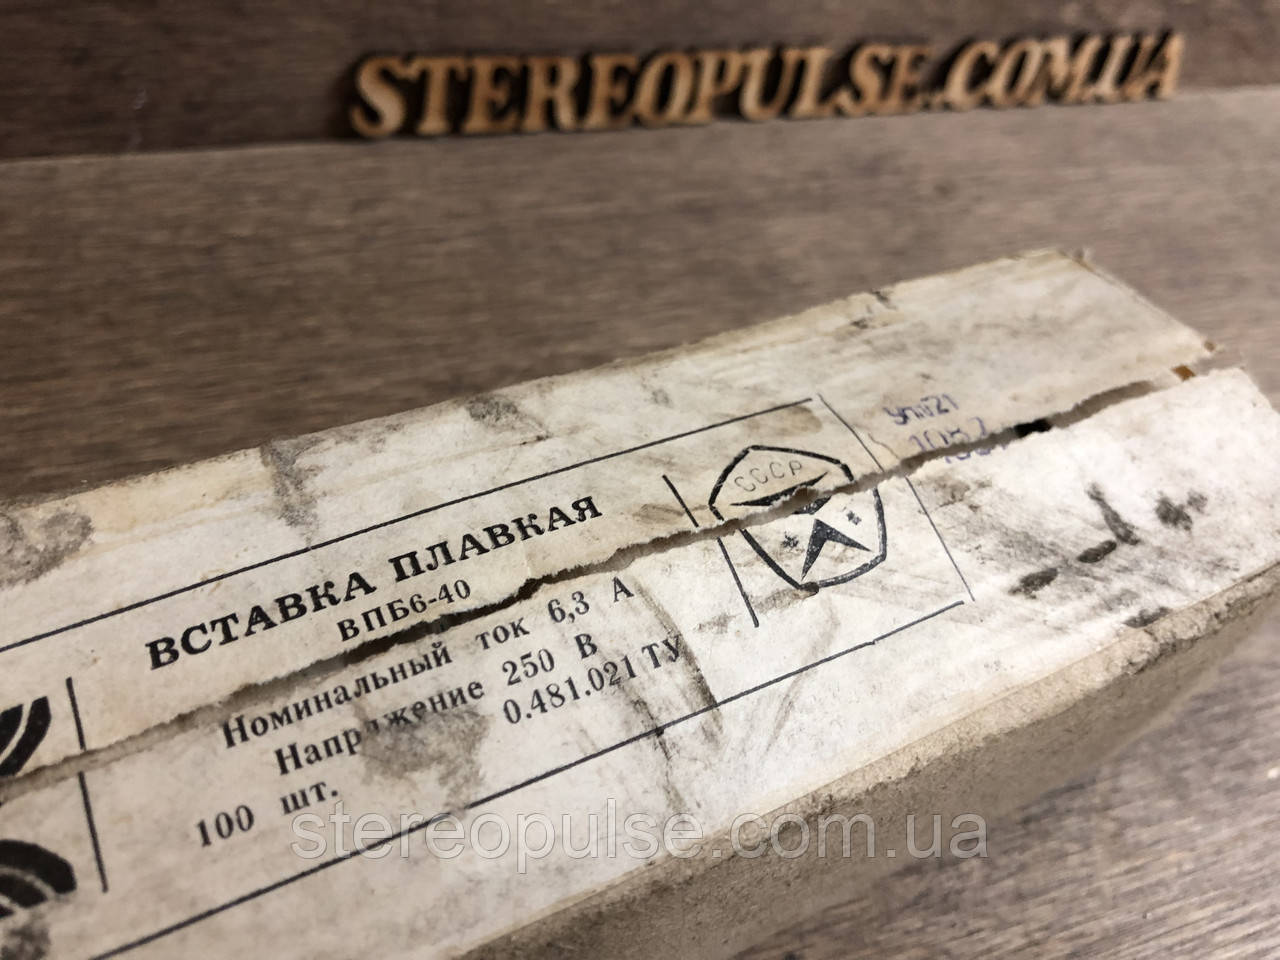 STEREOPULSE.COM.UA
ВСТАВКА ПЛАВКАЯ
ВПБ6-40
Номинальный ток 6,3 А
Напряжение 250 В
0.481.021 ТУ
100 шт.
СССР
1057
stereopulse.com.ua